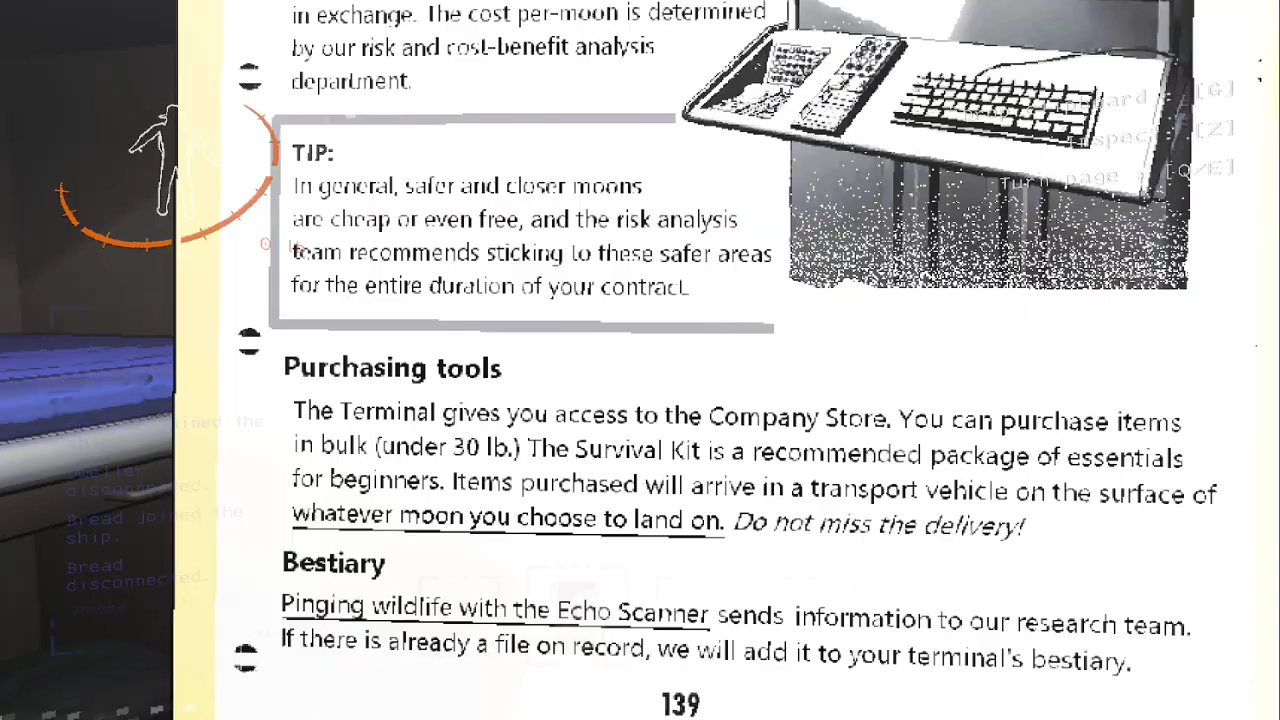 in exchange. The cost per-moon is determined
by our risk and cost-benefit analysis
department.
TIP:
In general, safer and closer moons
are cheap or even free, and the risk analysis
team recommends sticking to these safer areas
for the entire duration of your contract.
[G]
Inspect: [Z]
Turn page : [Q/E]
Purchasing tools
The Terminal gives you access to the Company Store. You can purchase items
in bulk (under 30 lb.) The Survival Kit is a recommended package of essentials
for beginners. Items purchased will arrive in a transport vehicle on the surface of
whatever moon you choose to land on. Do not miss the delivery!
Bestiary
Pinging wildlife with the Echo Scanner sends information to our research team.
If there is already a file on record, we will add it to your terminal's bestiary.
139
the
ship.
disconnected.
Bread joined the
ship.
Bread
disconnected.